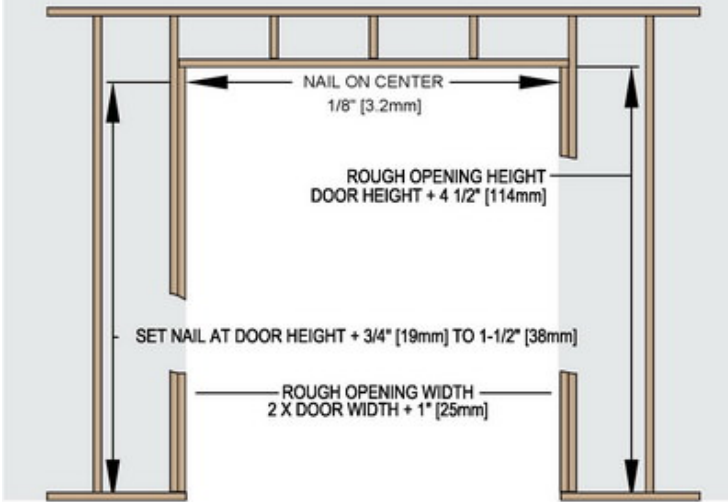 NAIL ON CENTER
1/8" [3.2mm]
ROUGH OPENING HEIGHT
DOOR HEIGHT + 4 1/2" [114mm]
SET NAIL AT DOOR HEIGHT + 3/4" [19mm] TO 1-1/2" [38mm]
ROUGH OPENING WIDTH
2 X DOOR WIDTH + 1" [25mm]